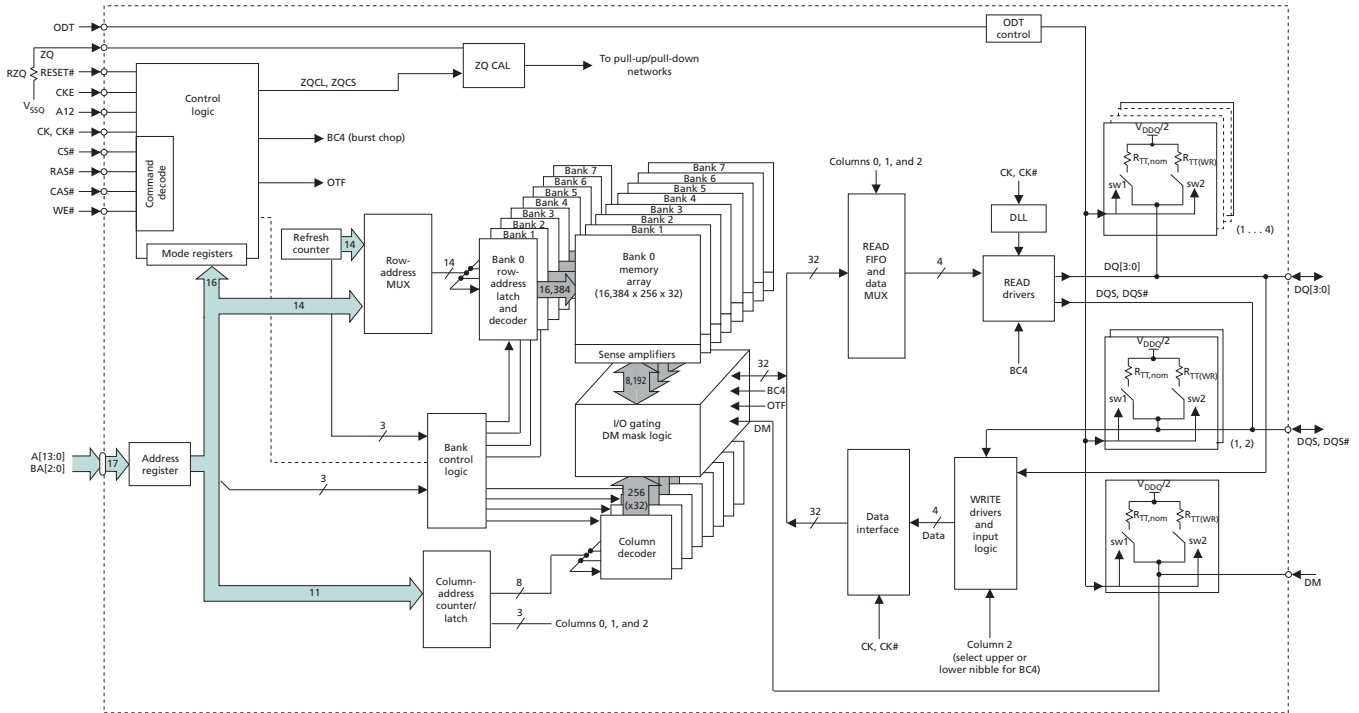 ODT
ODT
control
ZQ
RZQ
RESET#
ZQ CAL
To pull-up/pull-down
networks
ZQCL, ZQCS
Control
logic
CKE
VSSQ
A12
CK, CK#
BC4 (burst chop)
CS#
RAS#
CAS#
WE#
Command
decode
OTF
Mode registers
16
Refresh
counter
14
14
Row-
address
MUX
14
Bank 7
Bank 6
Bank 5
Bank 4
Bank 3
Bank 2
Bank 1
Bank 0
row-
address
latch
and
decoder
16,384
Bank 7
Bank 6
Bank 5
Bank 4
Bank 3
Bank 2
Bank 1
Bank 0
memory
array
(16,384 x 256 x 32)
Sense amplifiers
8,192
I/O gating
DM mask logic
32
BC4
OTF
DM
A[13:0]
BA[2:0]
17
Address
register
3
3
Bank
control
logic
256
(x32)
Column
decoder
11
Column-
address
counter/
latch
8
3
Columns 0, 1, and 2
Columns 0, 1, and 2
32
READ
FIFO
and
data
MUX
4
CK, CK#
DLL
READ
drivers
BC4
DQ[3:0]
DQS, DQS#
VDDQ/2
RTT,nom
RTT(WR)
sw1
sw2
(1 . . . 4)
DQ[3:0]
VDDQ/2
RTT,nom
RTT(WR)
sw1
sw2
(1, 2)
DQS, DQS#
VDDQ/2
RTT,nom
RTT(WR)
sw1
sw2
DM
32
Data
interface
4
Data
WRITE
drivers
and
input
logic
CK, CK#
Column 2
(select upper or
lower nibble for BC4)